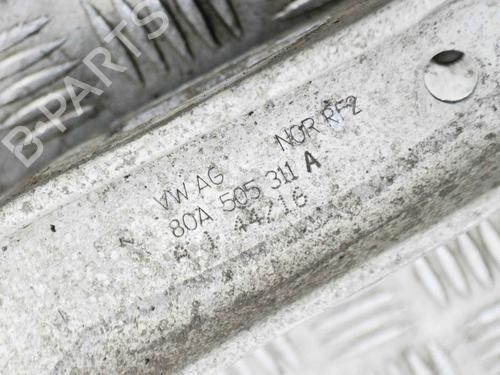 B-PARTS
VW AG NOR RF2
80A 505 311 A
44/16